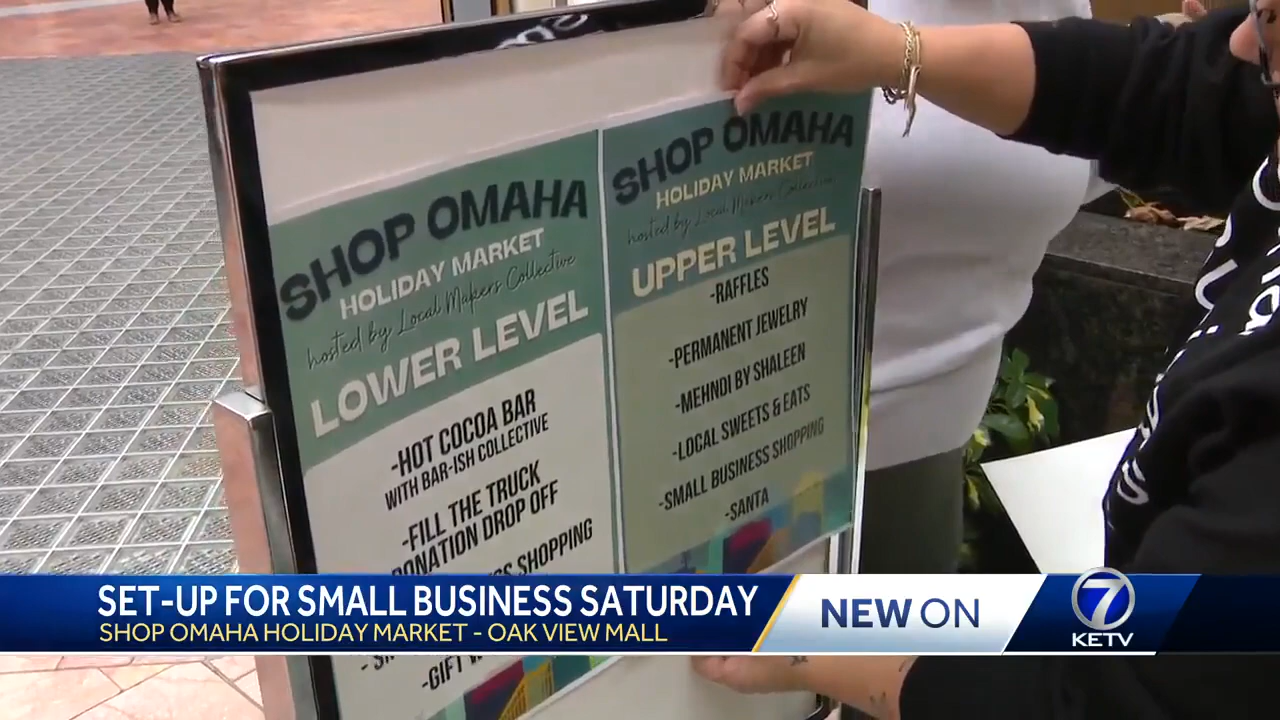 SHOP OMAHA
HOLIDAY MARKET
hosted by Local Makers Collective
LOWER LEVEL
-HOT COCOA BAR
WITH BAR-ISH COLLECTIVE
-FILL THE TRUCK
DONATION DROP OFF
SHOPPING
-GIFT
SHOP OMAHA
HOLIDAY MARKET
hosted by Local Makers Collective
UPPER LEVEL
-RAFFLES
-PERMANENT JEWELRY
-MEHNDI BY SHALEEN
-LOCAL SWEETS & EATS
-SMALL BUSINESS SHOPPING
-SANTA
SET-UP FOR SMALL BUSINESS SATURDAY
SHOP OMAHA HOLIDAY MARKET - OAK VIEW MALL
NEW ON
7
KETV